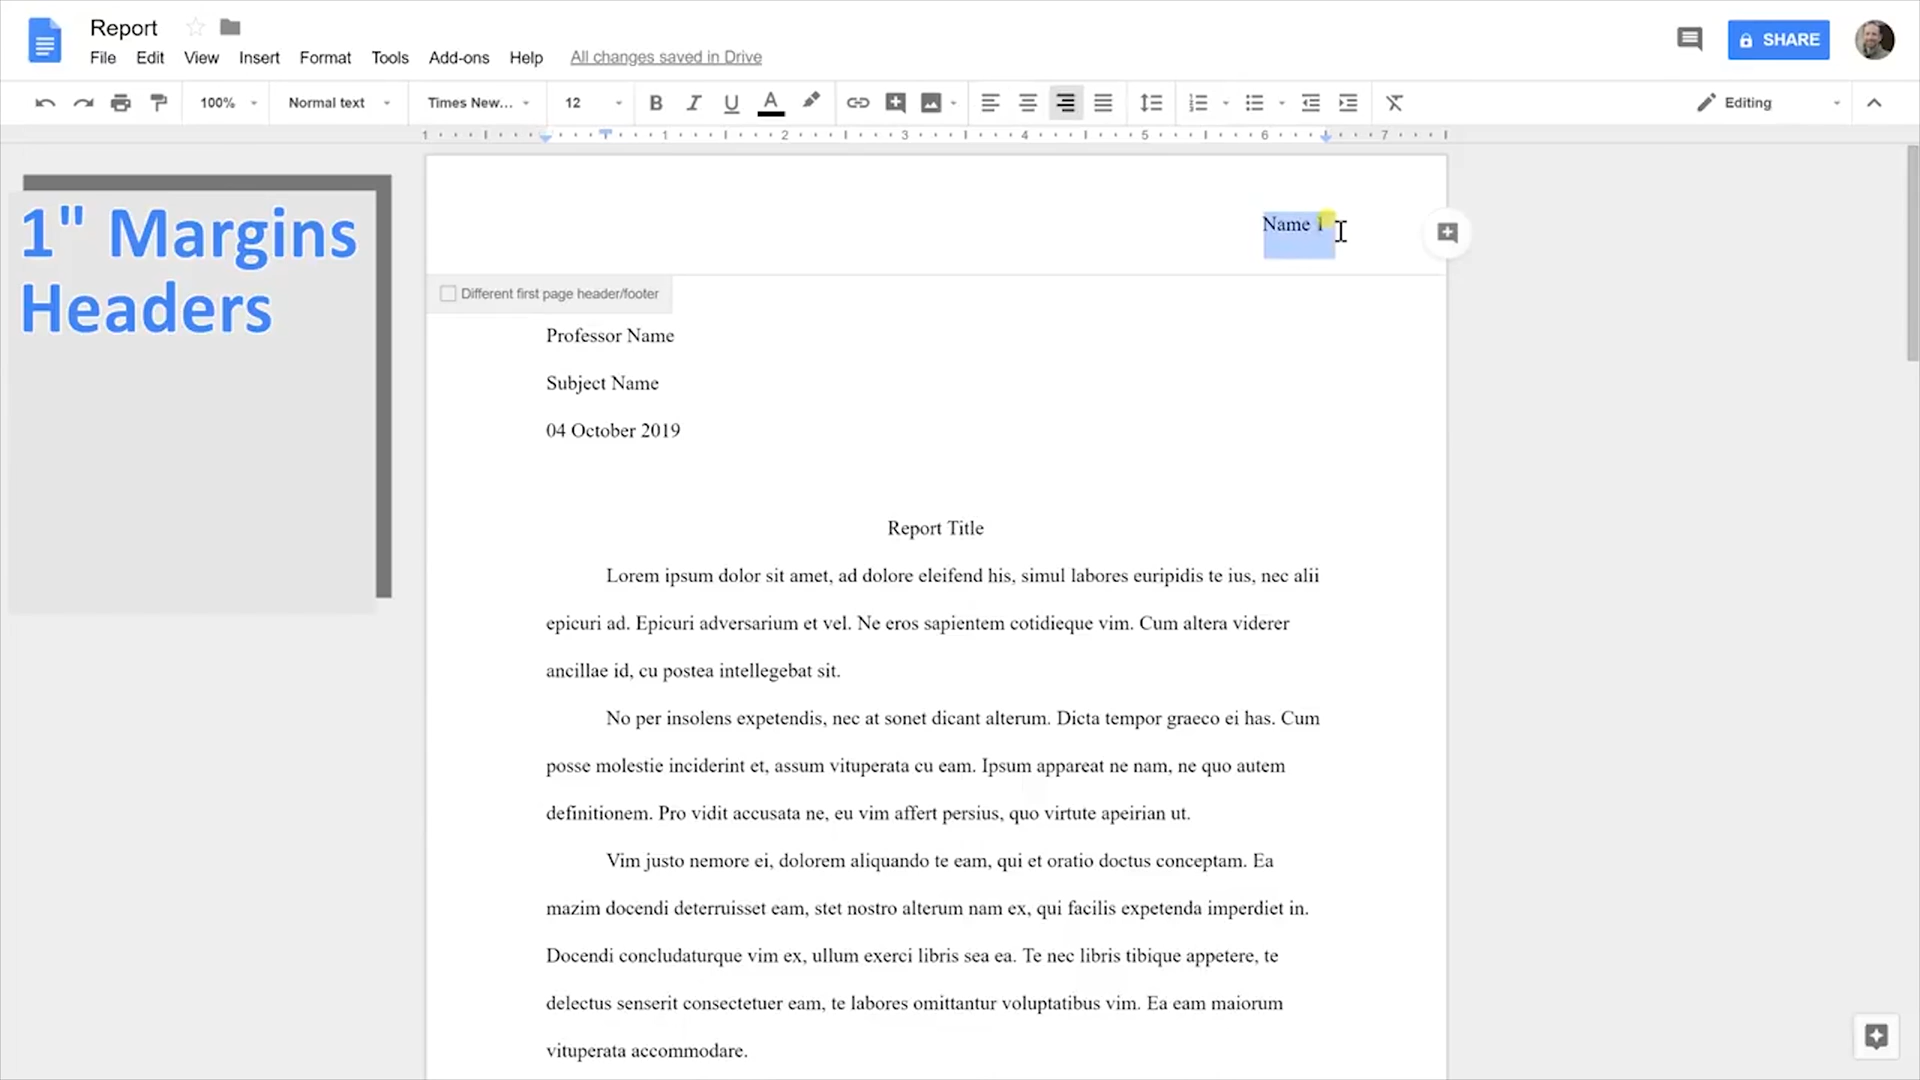 Report
File Edit View Insert Format Tools Add-ons Help All changes saved in Drive
SHARE
100% Normal text Times New... 12 B I U A Editing
1 1 2 3 4 5 6 7
1" Margins
Headers
Name 1
Different first page header/footer
Professor Name
Subject Name
04 October 2019
Report Title
Lorem ipsum dolor sit amet, ad dolore eleifend his, simul labores euripidis te ius, nec alii
epicuri ad. Epicuri adversarium et vel. Ne eros sapientem cotidieque vim. Cum altera viderer
ancillae id, cu postea intellegebat sit.
No per insolens expetendis, nec at sonet dicant alterum. Dicta tempor graeco ei has. Cum
posse molestie inciderint et, assum vituperata cu eam. Ipsum appareat ne nam, ne quo autem
definitionem. Pro vidit accusata ne, eu vim affert persius, quo virtute apeirian ut.
Vim justo nemore ei, dolorem aliquando te eam, qui et oratio doctus conceptam. Ea
mazim docendi deterruisset eam, stet nostro alterum nam ex, qui facilis expetenda imperdiet in.
Docendi concludaturque vim ex, ullum exerci libris sea ea. Te nec libris tibique appetere, te
delectus senserit consectetuer eam, te labores omittantur voluptatibus vim. Ea eam maiorum
vituperata accommodare.